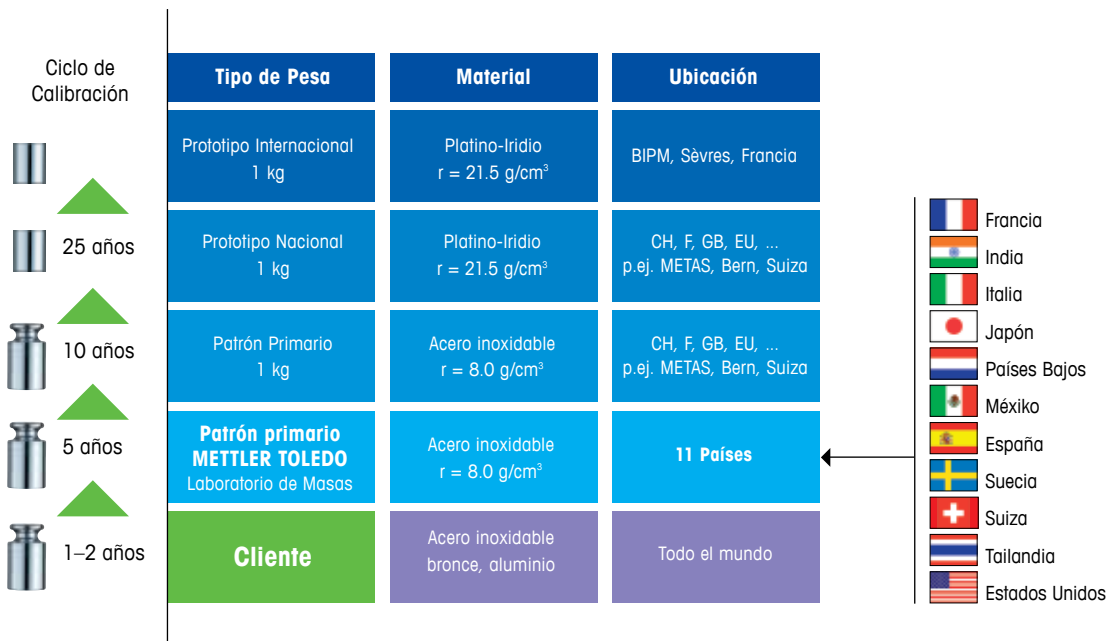 Ciclo de
Calibración
Tipo de Pesa
Material
Ubicación
Prototipo Internacional
1 kg
Platino-Iridio
r = 21.5 g/cm³
BIPM, Sèvres, Francia
25 años
Prototipo Nacional
1 kg
Platino-Iridio
r = 21.5 g/cm³
CH, F, GB, EU, ...
p.ej. METAS, Bern, Suiza
10 años
Patrón Primario
1 kg
Acero inoxidable
r = 8.0 g/cm³
CH, F, GB, EU, ...
p.ej. METAS, Bern, Suiza
5 años
Patrón primario
METTLER TOLEDO
Laboratorio de Masas
Acero inoxidable
r = 8.0 g/cm³
11 Países
1–2 años
Cliente
Acero inoxidable
bronce, aluminio
Todo el mundo
Francia
India
Italia
Japón
Países Bajos
Méxiko
España
Suecia
Suiza
Tailandia
Estados Unidos